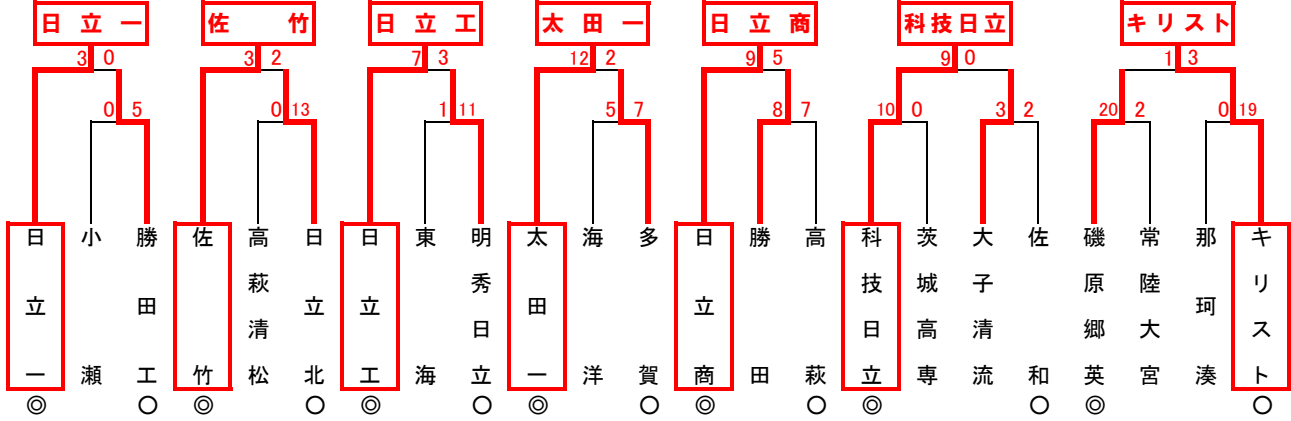 日立一 佐竹 日立工 太田一 日立商 科技日立 キリスト
3 0 3 2 7 3 12 2 9 5 9 0 1 3
0 5 0 13 1 11 5 7 8 7 10 0 3 2 20 2 0 19
日立一
小瀬
勝田工
佐竹
高萩清松
日立北
日立工
東海
明秀日立
太田一
海洋
多賀
日立商
勝田
高萩
科技日立
茨城高専
大子清流
佐和
磯原郷英
常陸大宮
那珂湊
キリスト
◎ ○ ◎ ○ ◎ ○ ◎ ○ ◎ ○ ◎ ○ ◎ ○